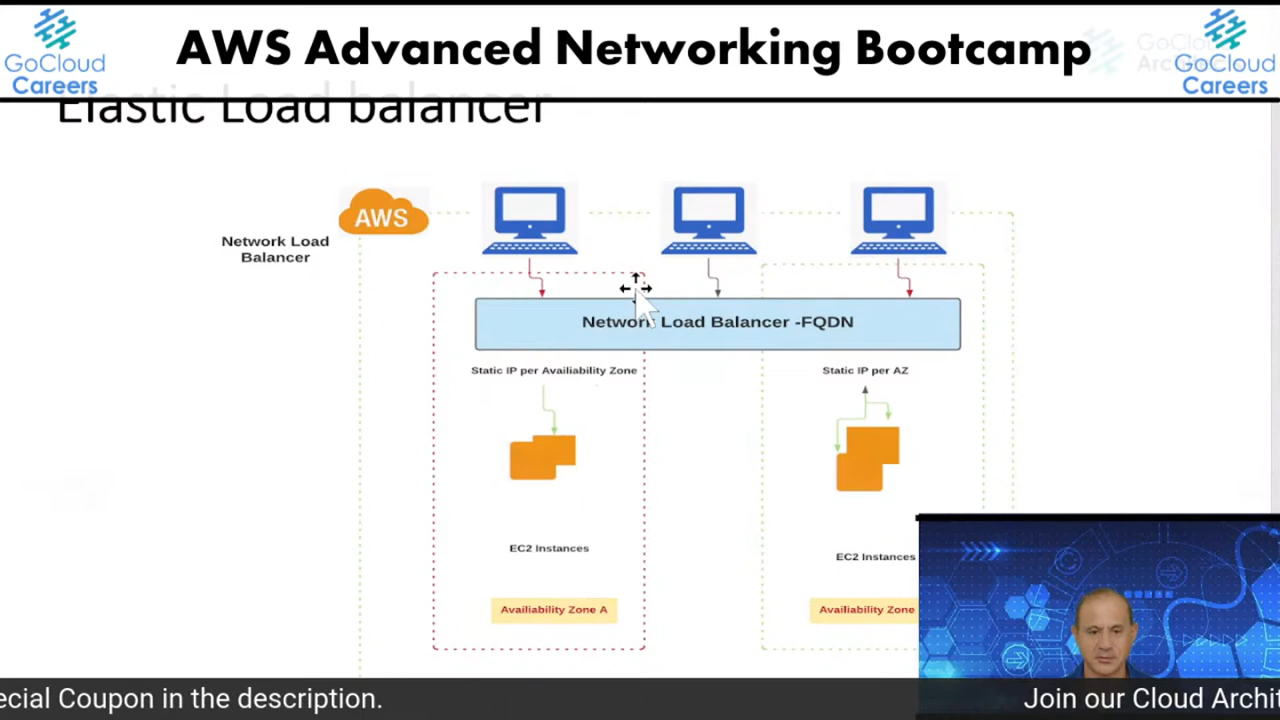 AWS Advanced Networking Bootcamp
GoCloud
Careers
GoCloud
Careers
Elastic Load balancer
AWS
Network Load
Balancer
Network Load Balancer -FQDN
Static IP per Availiability Zone
Static IP per AZ
EC2 Instances
EC2 Instances
Availiability Zone A
Availiability Zone
ecial Coupon in the description.
Join our Cloud Archit